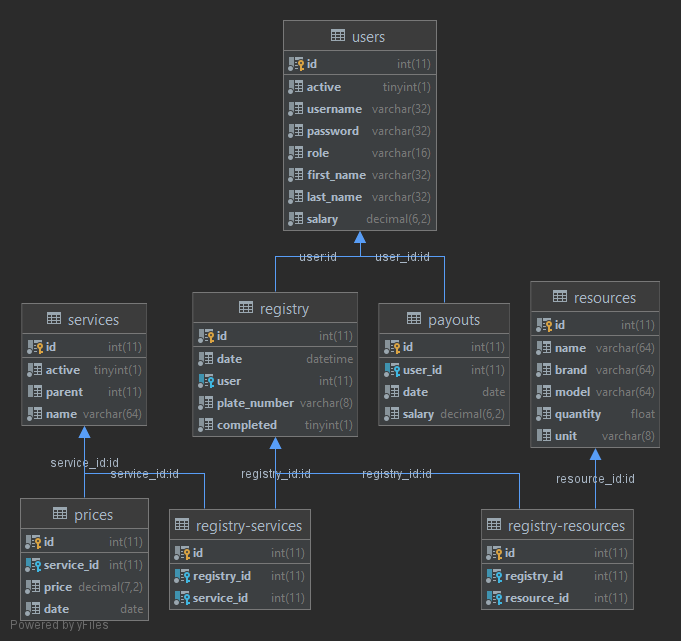 users
id int(11)
active tinyint(1)
username varchar(32)
password varchar(32)
role varchar(16)
first_name varchar(32)
last_name varchar(32)
salary decimal(6,2)
user:id
user_id:id
services
id int(11)
active tinyint(1)
parent int(11)
name varchar(64)
registry
id int(11)
date datetime
user int(11)
plate_number varchar(8)
completed tinyint(1)
payouts
id int(11)
user_id int(11)
date date
salary decimal(6,2)
resources
id int(11)
name varchar(64)
brand varchar(64)
model varchar(64)
quantity float
unit varchar(8)
service_id:id
service_id:id
registry_id:id
registry_id:id
resource_id:id
prices
id int(11)
service_id int(11)
price decimal(7,2)
date date
registry-services
id int(11)
registry_id int(11)
service_id int(11)
registry-resources
id int(11)
registry_id int(11)
resource_id int(11)
Powered by yFiles